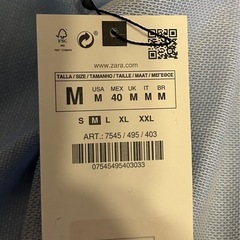 FSC
www.zara.com
TALLA / SIZE / TAMANHO / TAILLE / MAAT / ΜΕΓΕΘΟΣ
M
USA MEX UK IT BR
M 40 M M M
S M L XL XXL
ART.: 7545 / 495 / 403
07545495403033